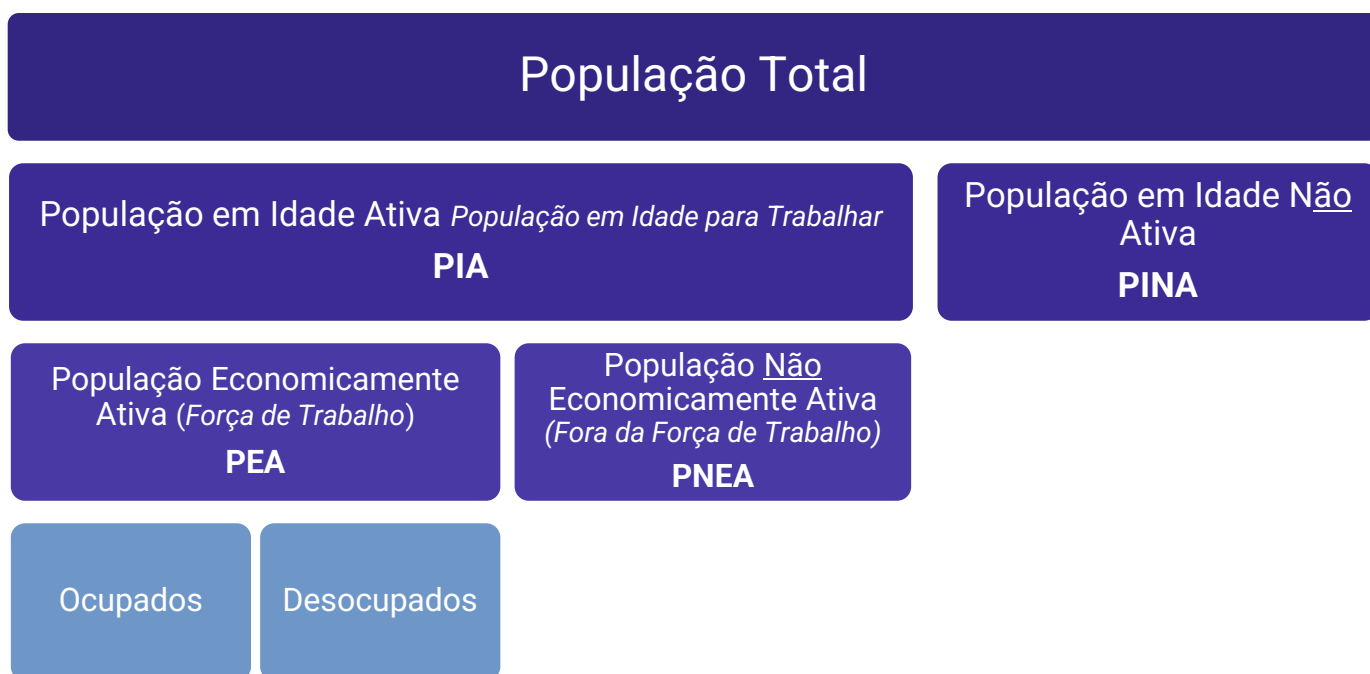 População Total
População em Idade Ativa População em Idade para Trabalhar
PIA
População em Idade Não
Ativa
PINA
População Economicamente
Ativa (Força de Trabalho)
PEA
População Não
Economicamente Ativa
(Fora da Força de Trabalho)
PNEA
Ocupados
Desocupados